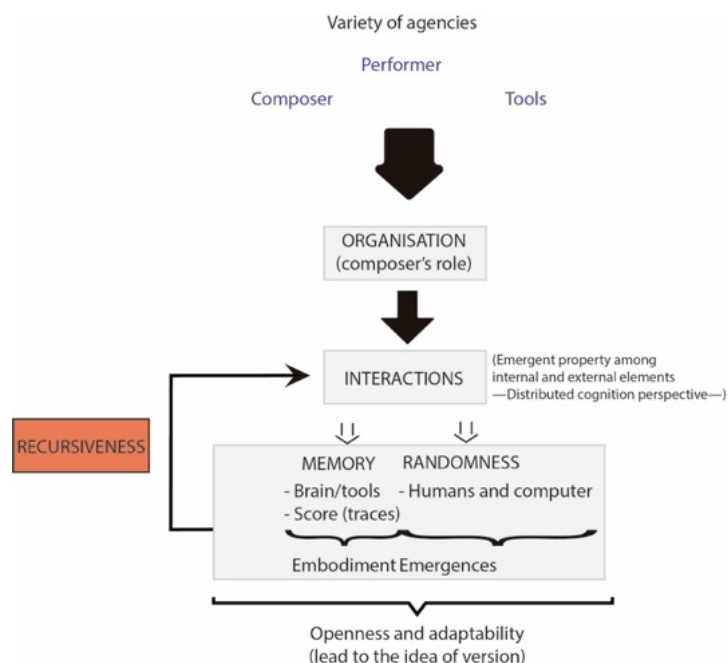 Variety of agencies
Performer
Composer
Tools
ORGANISATION
(composer's role)
INTERACTIONS
(Emergent property among
internal and external elements
—Distributed cognition perspective—)
RECURSIVENESS
MEMORY
- Brain/tools
- Score (traces)
RANDOMNESS
- Humans and computer
Embodiment Emergences
Openness and adaptability
(lead to the idea of version)